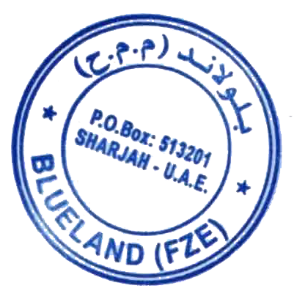 بلولاند (م.م.ح)
P.O.Box: 513201
SHARJAH - U.A.E.
BLUELAND (FZE)